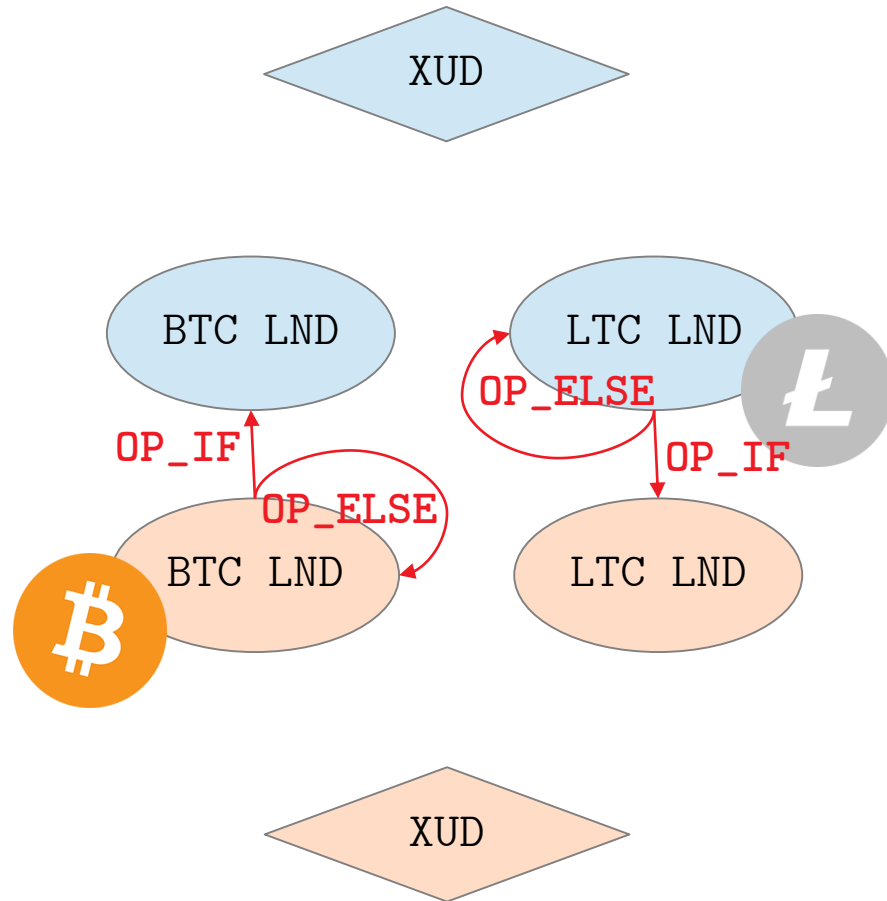 XUD
BTC LND
LTC LND
OP_ELSE
OP_IF
OP_IF
OP_ELSE
BTC LND
LTC LND
XUD